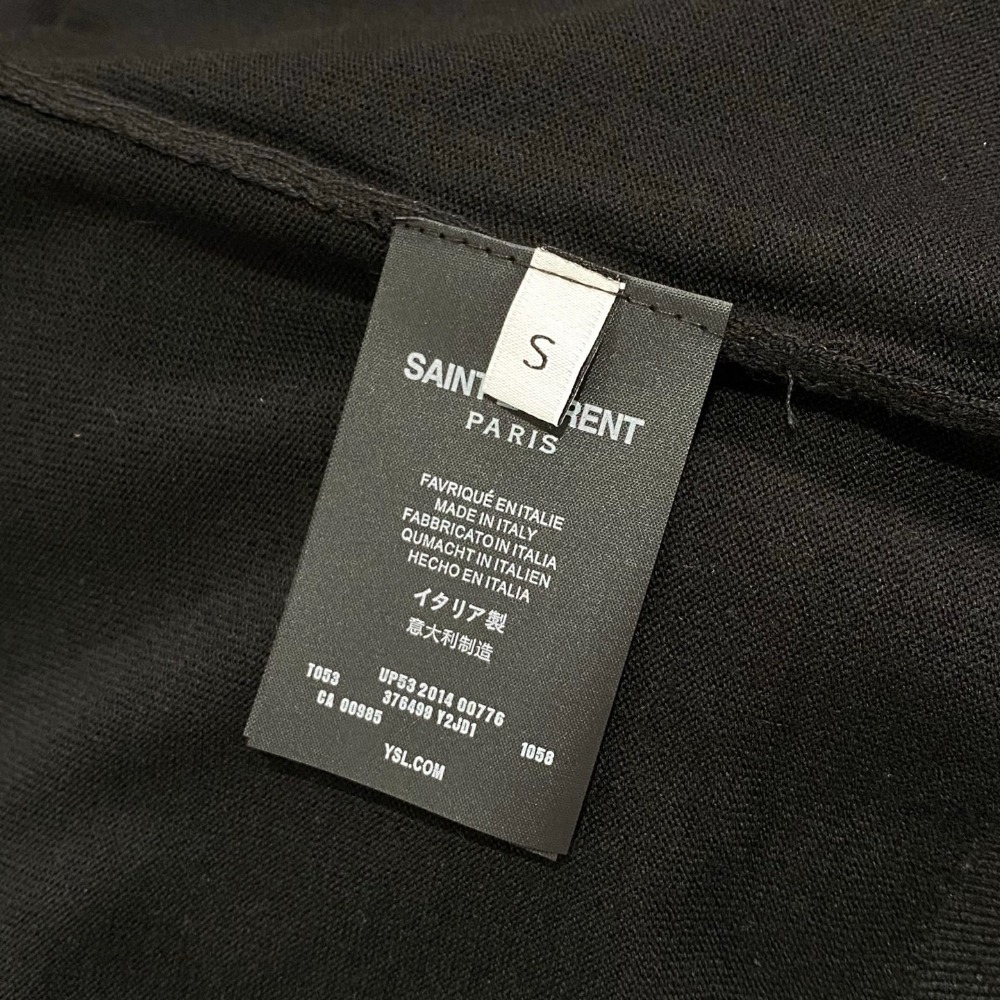 S
SAINT LAURENT
PARIS
FAVRIQUÉ EN ITALIE
MADE IN ITALY
FABBRICATO IN ITALIA
QUMACHT IN ITALIEN
HECHO EN ITALIA
イタリア製
意大利制造
T053 UP53 2014 00776
CA 00985 376499 Y2JD1
1058
YSL.COM